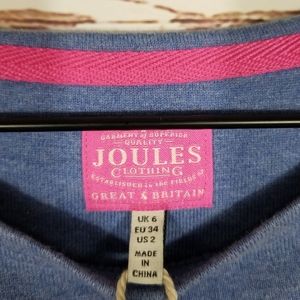 GARMENT of SUPERIOR
QUALITY
JOULES
CLOTHING
ESTABLISHED in THE FIELDS OF
GREAT BRITAIN
UK 6
EU 34
US 2
MADE
IN
CHINA